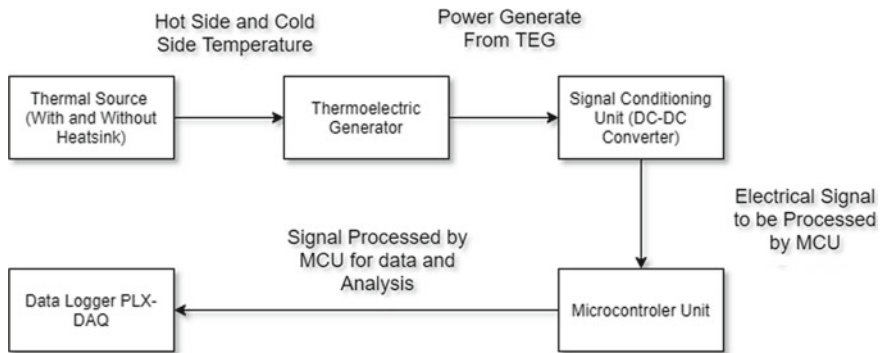 Hot Side and Cold
Side Temperature
Power Generate
From TEG
Thermal Source
(With and Without
Heatsink)
Thermoelectric
Generator
Signal Conditioning
Unit (DC-DC
Converter)
Electrical Signal
to be Processed
by MCU
Signal Processed by
MCU for data and
Analysis
Microcontroler Unit
Data Logger PLX-
DAQ